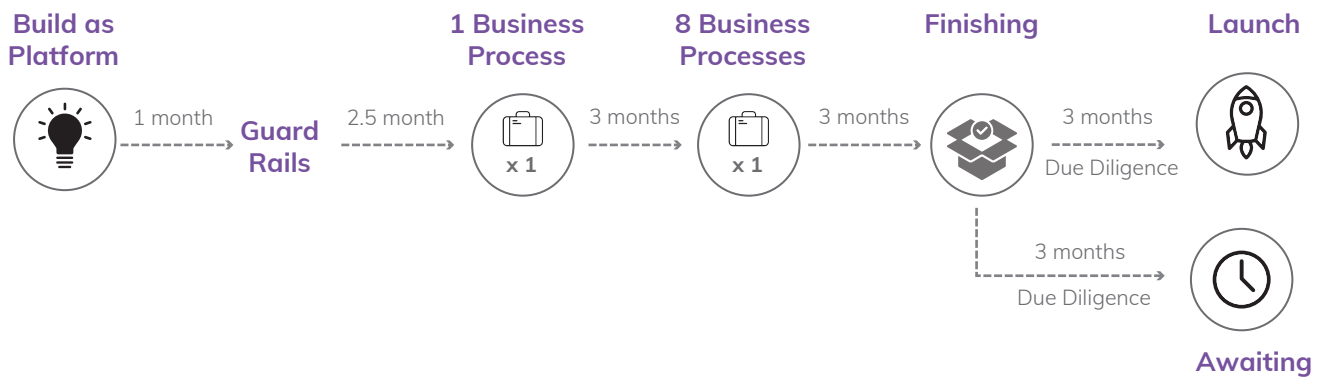 Build as
Platform
1 month
Guard
Rails
2.5 month
1 Business
Process
x 1
3 months
8 Business
Processes
x 1
3 months
Finishing
3 months
Due Diligence
Launch
3 months
Due Diligence
Awaiting